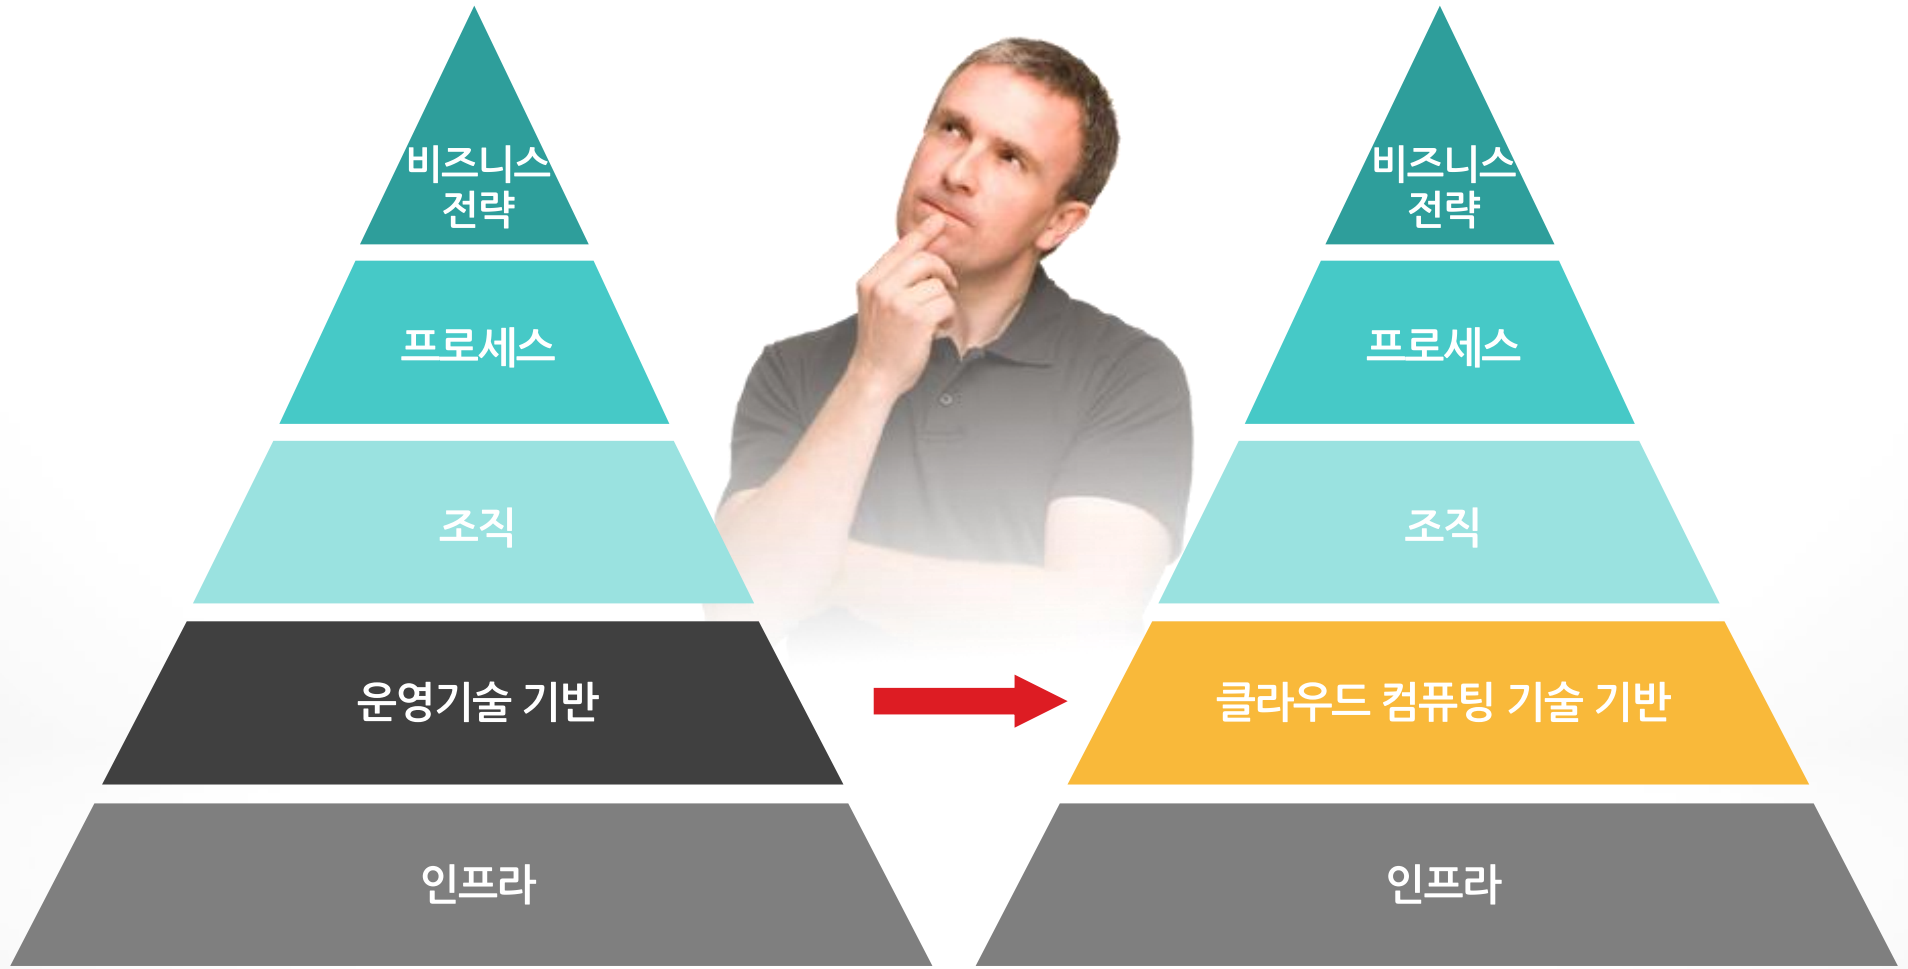 비즈니스
전략
프로세스
조직
운영기술 기반
인프라
비즈니스
전략
프로세스
조직
클라우드 컴퓨팅 기술 기반
인프라